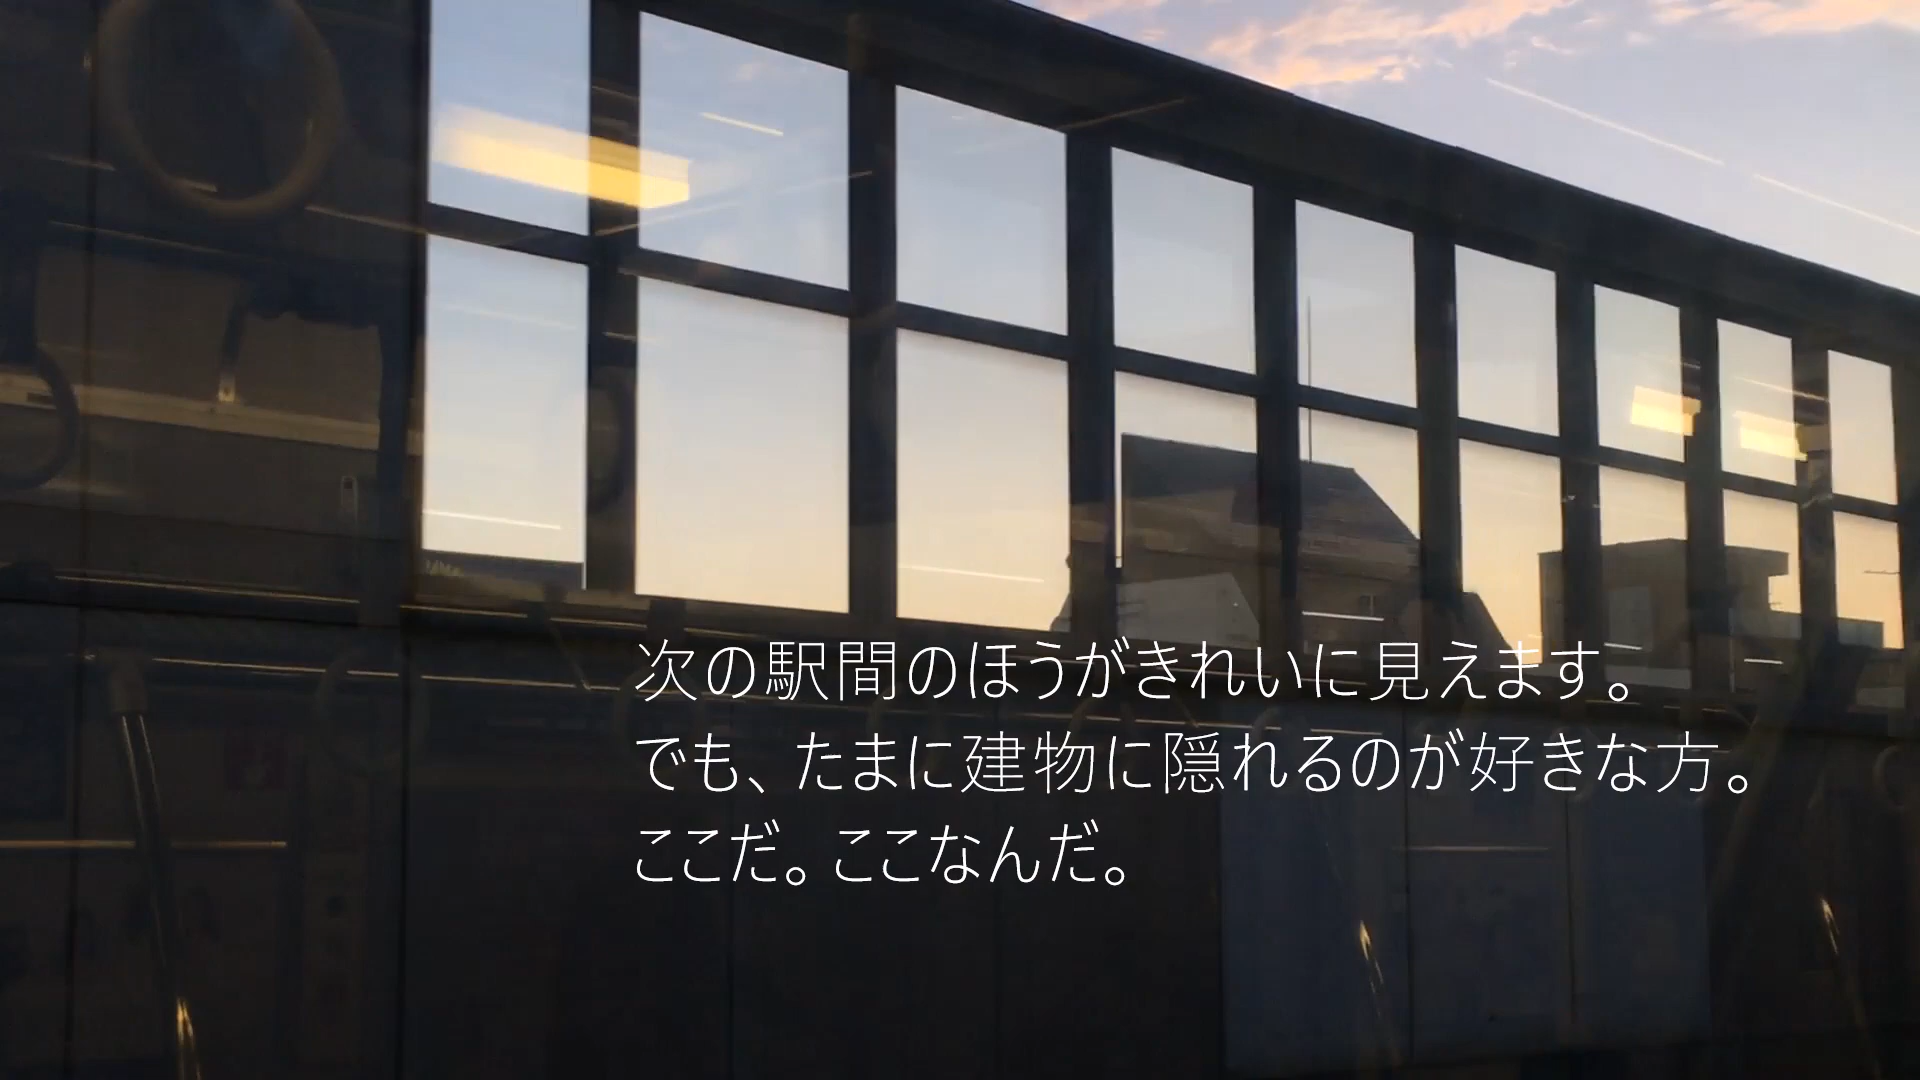 次の駅間のほうがきれいに見えます。
でも、たまに建物に隠れるのが好きな方。
ここだ。ここなんだ。